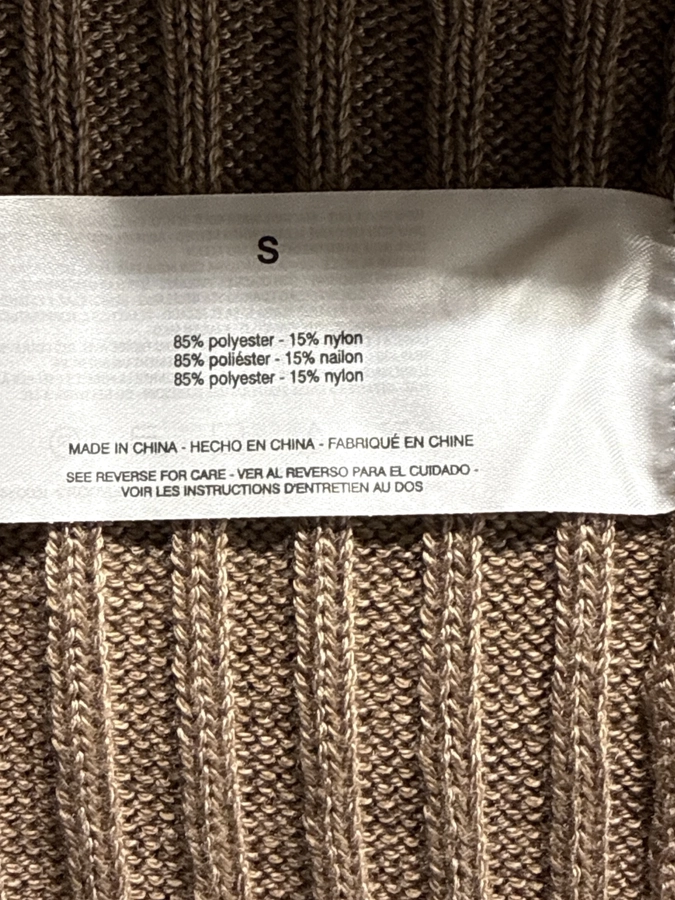 S
85% polyester - 15% nylon
85% poliéster - 15% nailon
85% polyester - 15% nylon
MADE IN CHINA - HECHO EN CHINA - FABRIQUÉ EN CHINE
SEE REVERSE FOR CARE - VER AL REVERSO PARA EL CUIDADO -
VOIR LES INSTRUCTIONS D'ENTRETIEN AU DOS